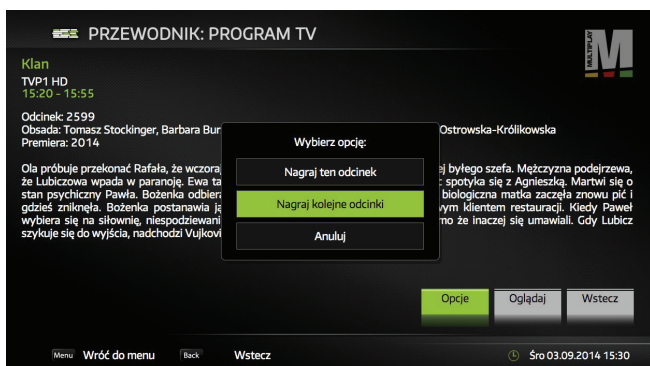 PRZEWODNIK: PROGRAM TV
MULTIPLAY
M
Klan
TVP1 HD
15:20 - 15:55
Odcinek: 2599
Obsada: Tomasz Stockinger, Barbara Bur Ostrowska-Królikowska
Premiera: 2014
Ola próbuje przekonać Rafała, że wczoraj ej byłego szefa. Mężczyzna podejrzewa,
że Lubiczowa wpada w paranoję. Ewa ta spotyka się z Agnieszką. Martwi się o
stan psychiczny Pawła. Bożenka odbiera biologiczna matka zaczęła znowu pić i
gdzieś zniknęła. Bożenka postanawia ją wym klientem restauracji. Kiedy Paweł
wybiera się na siłownię, niespodziewani mo że inaczej się umawiali. Gdy Lubicz
szykuje się do wyjścia, nadchodzi Vujkovi
Wybierz opcję:
Nagraj ten odcinek
Nagraj kolejne odcinki
Anuluj
Opcje Oglądaj Wstecz
Menu Wróć do menu Back Wstecz Śro 03.09.2014 15:30